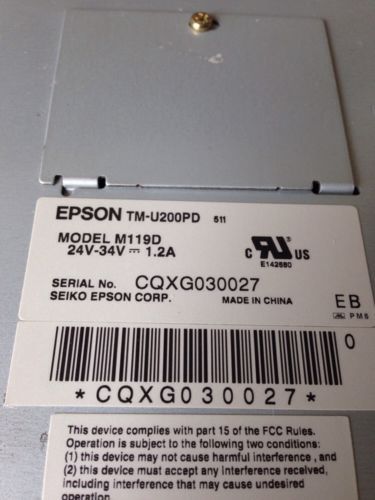 EPSON TM-U200PD 511
MODEL M119D
24V-34V ⎓ 1.2A
C UR US
E142580
SERIAL No. CQXG030027
SEIKO EPSON CORP. MADE IN CHINA
EB
PM6
0
*CQXG030027*
This device complies with part 15 of the FCC Rules.
Operation is subject to the following two conditions:
(1) this device may not cause harmful interference , and
(2) this device must accept any interference received,
including interference that may cause undesired
operation.